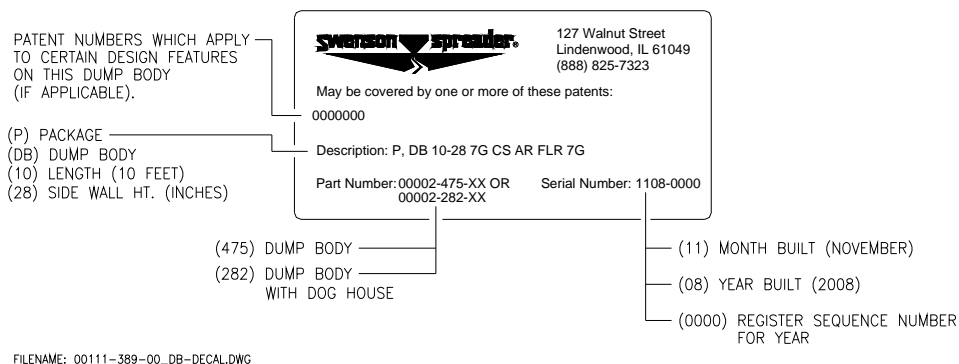 PATENT NUMBERS WHICH APPLY
TO CERTAIN DESIGN FEATURES
ON THIS DUMP BODY
(IF APPLICABLE).
(P) PACKAGE
(DB) DUMP BODY
(10) LENGTH (10 FEET)
(28) SIDE WALL HT. (INCHES)
swenson spreader®
127 Walnut Street
Lindenwood, IL 61049
(888) 825-7323
May be covered by one or more of these patents:
0000000
Description: P, DB 10-28 7G CS AR FLR 7G
Part Number: 00002-475-XX OR
00002-282-XX
Serial Number: 1108-0000
(475) DUMP BODY
(282) DUMP BODY
WITH DOG HOUSE
(11) MONTH BUILT (NOVEMBER)
(08) YEAR BUILT (2008)
(0000) REGISTER SEQUENCE NUMBER
FOR YEAR
FILENAME: 00111-389-00_DB-DECAL.DWG